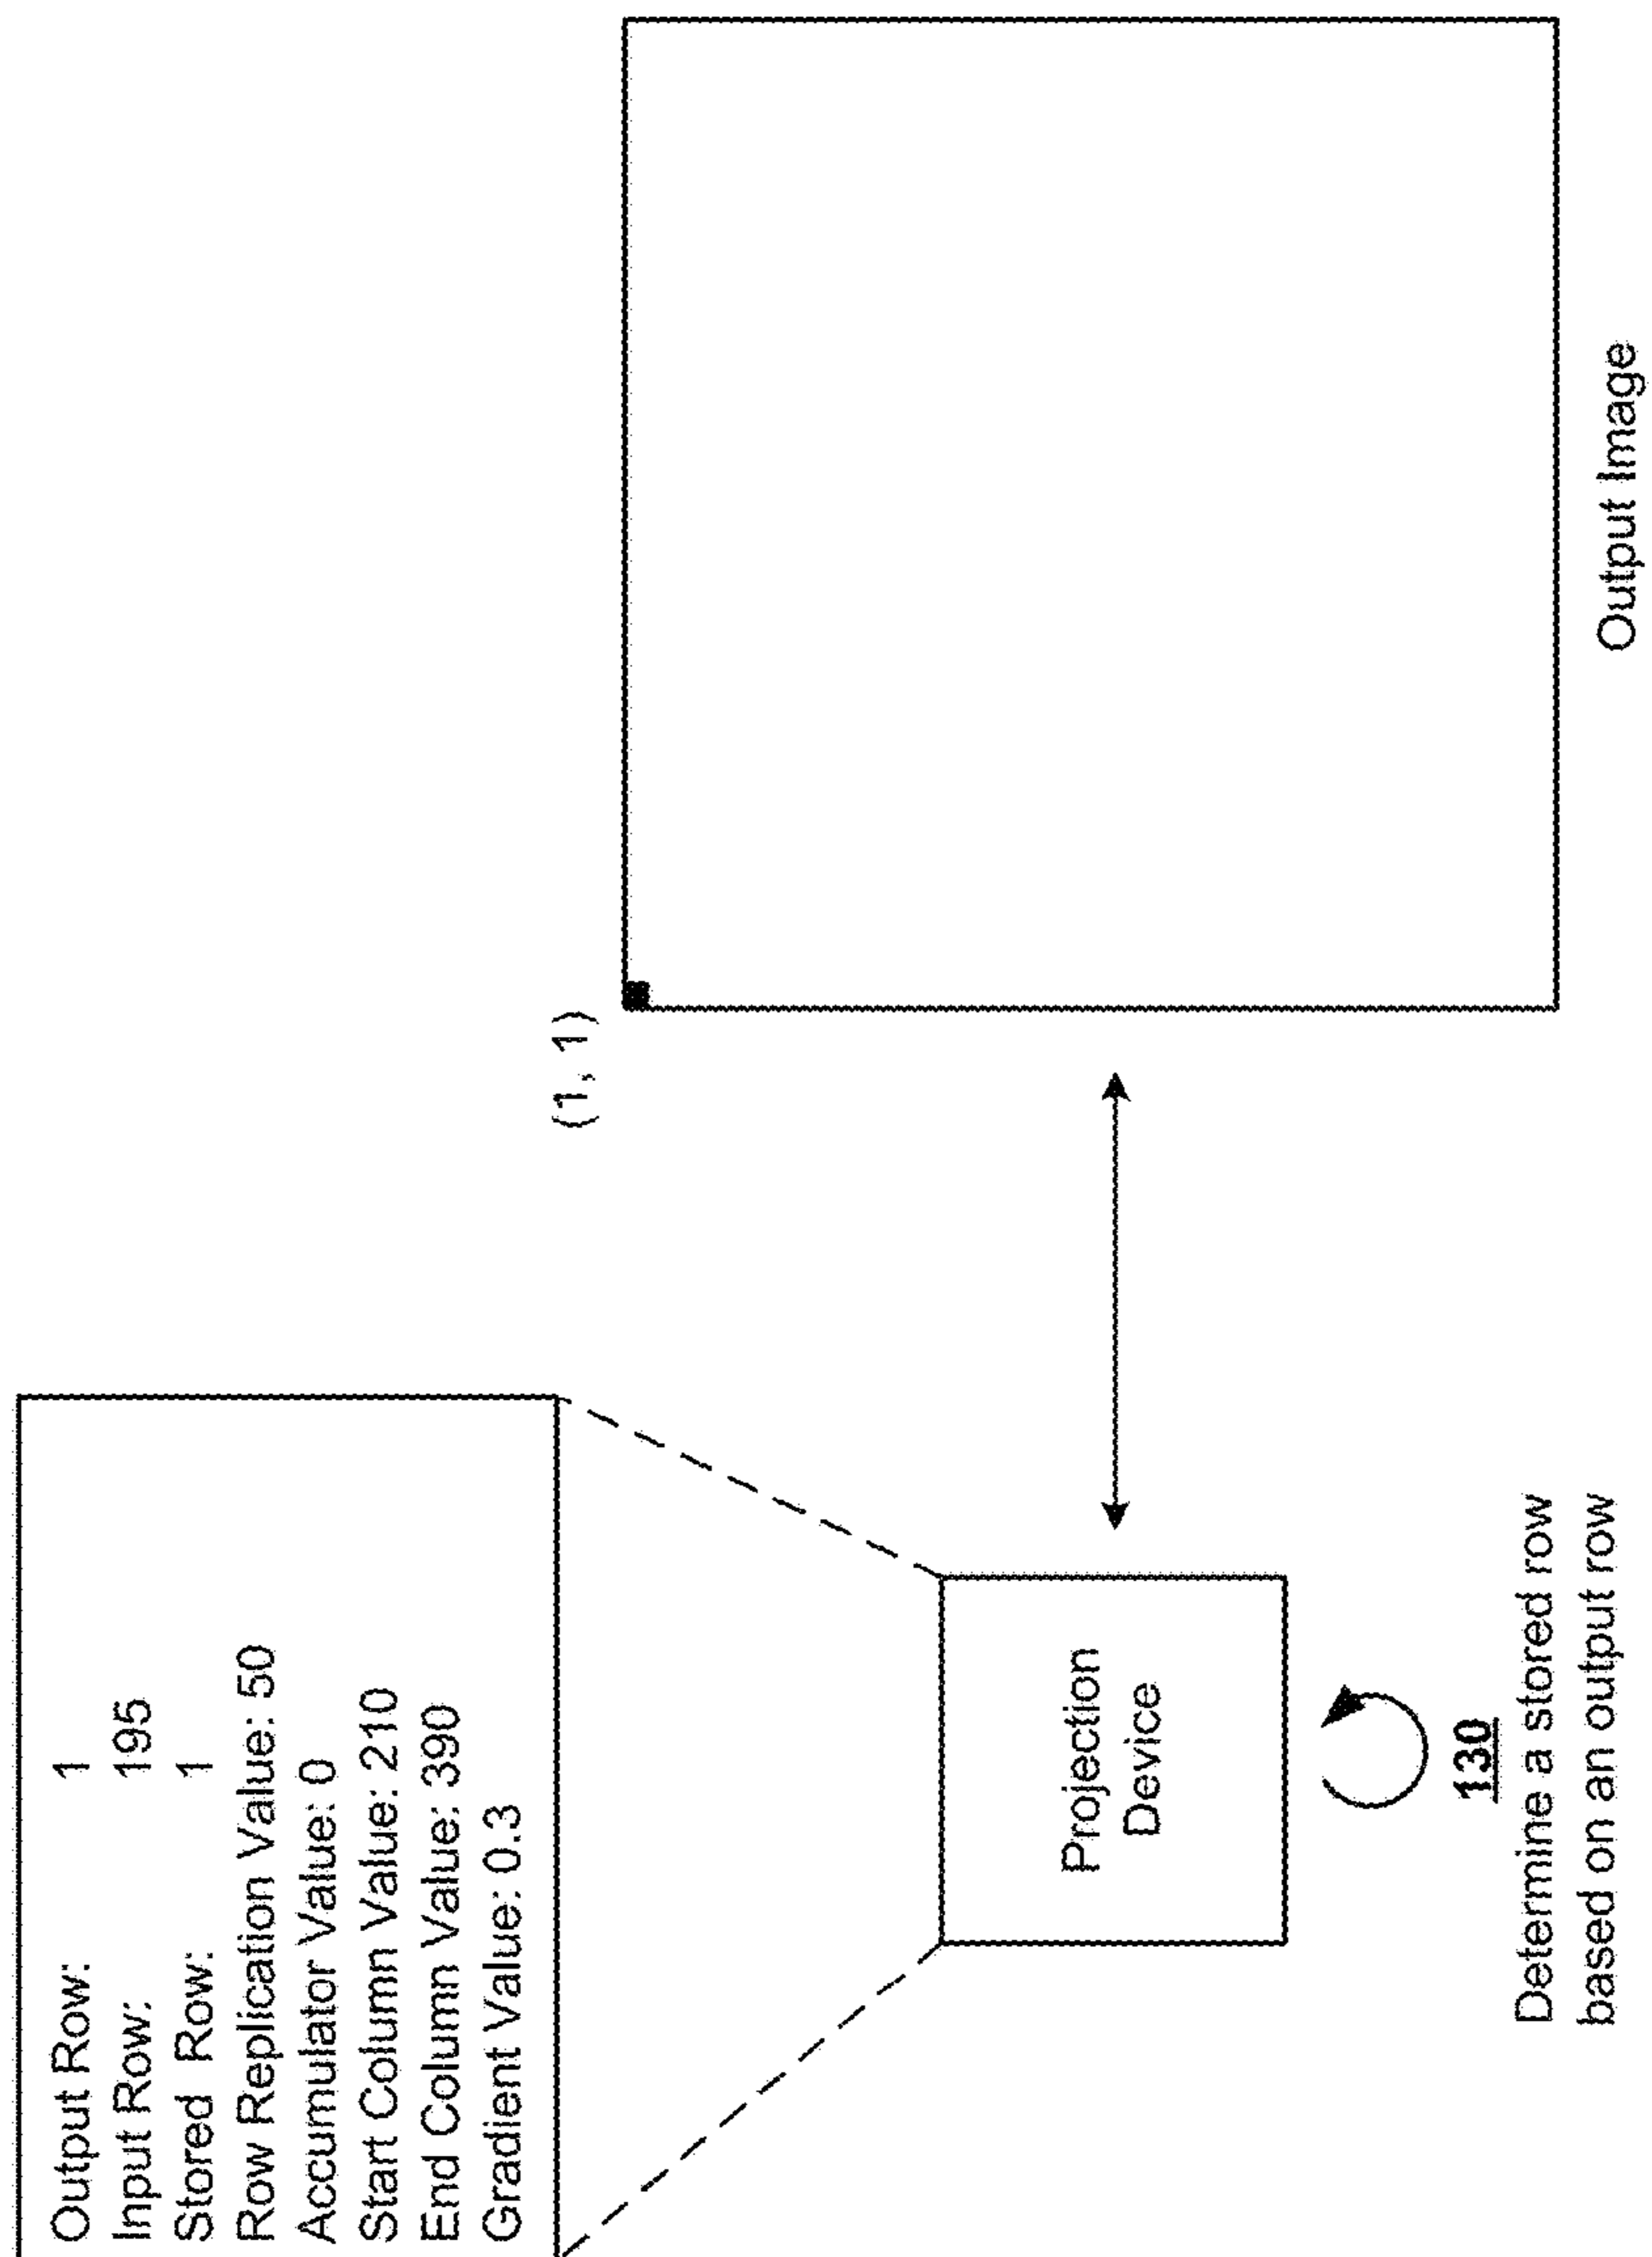 Output Row: 1
Input Row: 195
Stored Row: 1
Row Replication Value: 50
Accumulator Value: 0
Start Column Value: 210
End Column Value: 390
Gradient Value: 0.3
(1, 1)
Projection
Device
130
Determine a stored row
based on an output row
Output Image